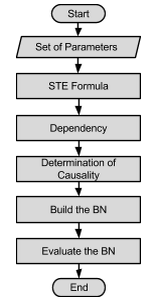 Start
Set of Parameters
STE Formula
Dependency
Determination of
Causality
Build the BN
Evaluate the BN
End